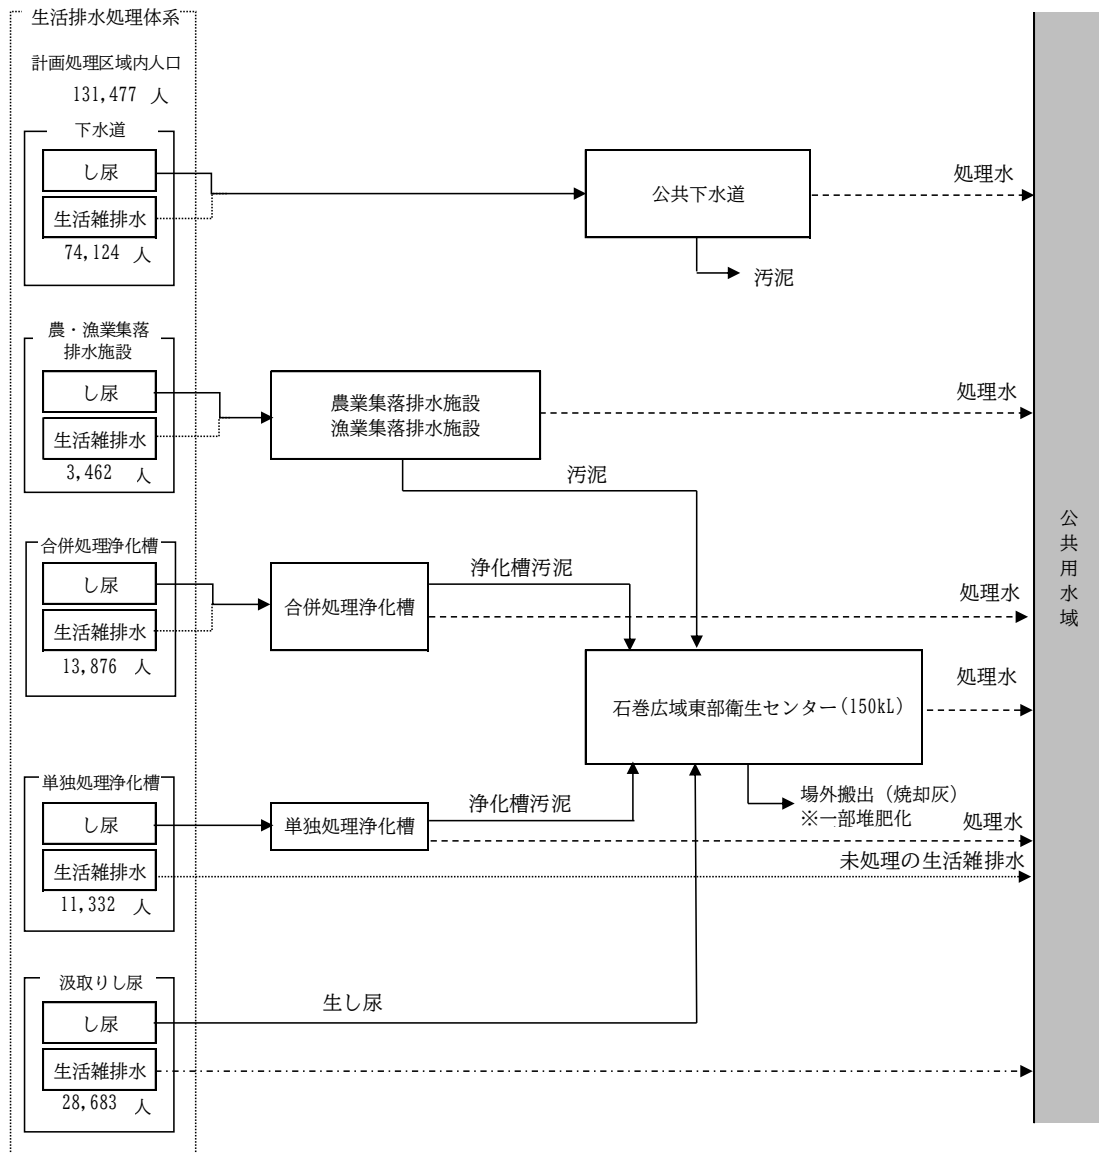 生活排水処理体系
計画処理区域内人口
131,477 人
下水道
し尿
生活雑排水
74,124 人
公共下水道
処理水
汚泥
農・漁業集落
排水施設
し尿
生活雑排水
3,462 人
農業集落排水施設
漁業集落排水施設
処理水
汚泥
合併処理浄化槽
し尿
生活雑排水
13,876 人
合併処理浄化槽
浄化槽汚泥
処理水
石巻広域東部衛生センター(150kL)
処理水
場外搬出（焼却灰）
※一部堆肥化
単独処理浄化槽
し尿
生活雑排水
11,332 人
単独処理浄化槽
浄化槽汚泥
処理水
未処理の生活雑排水
汲取りし尿
し尿
生活雑排水
28,683 人
生し尿
公共用水域